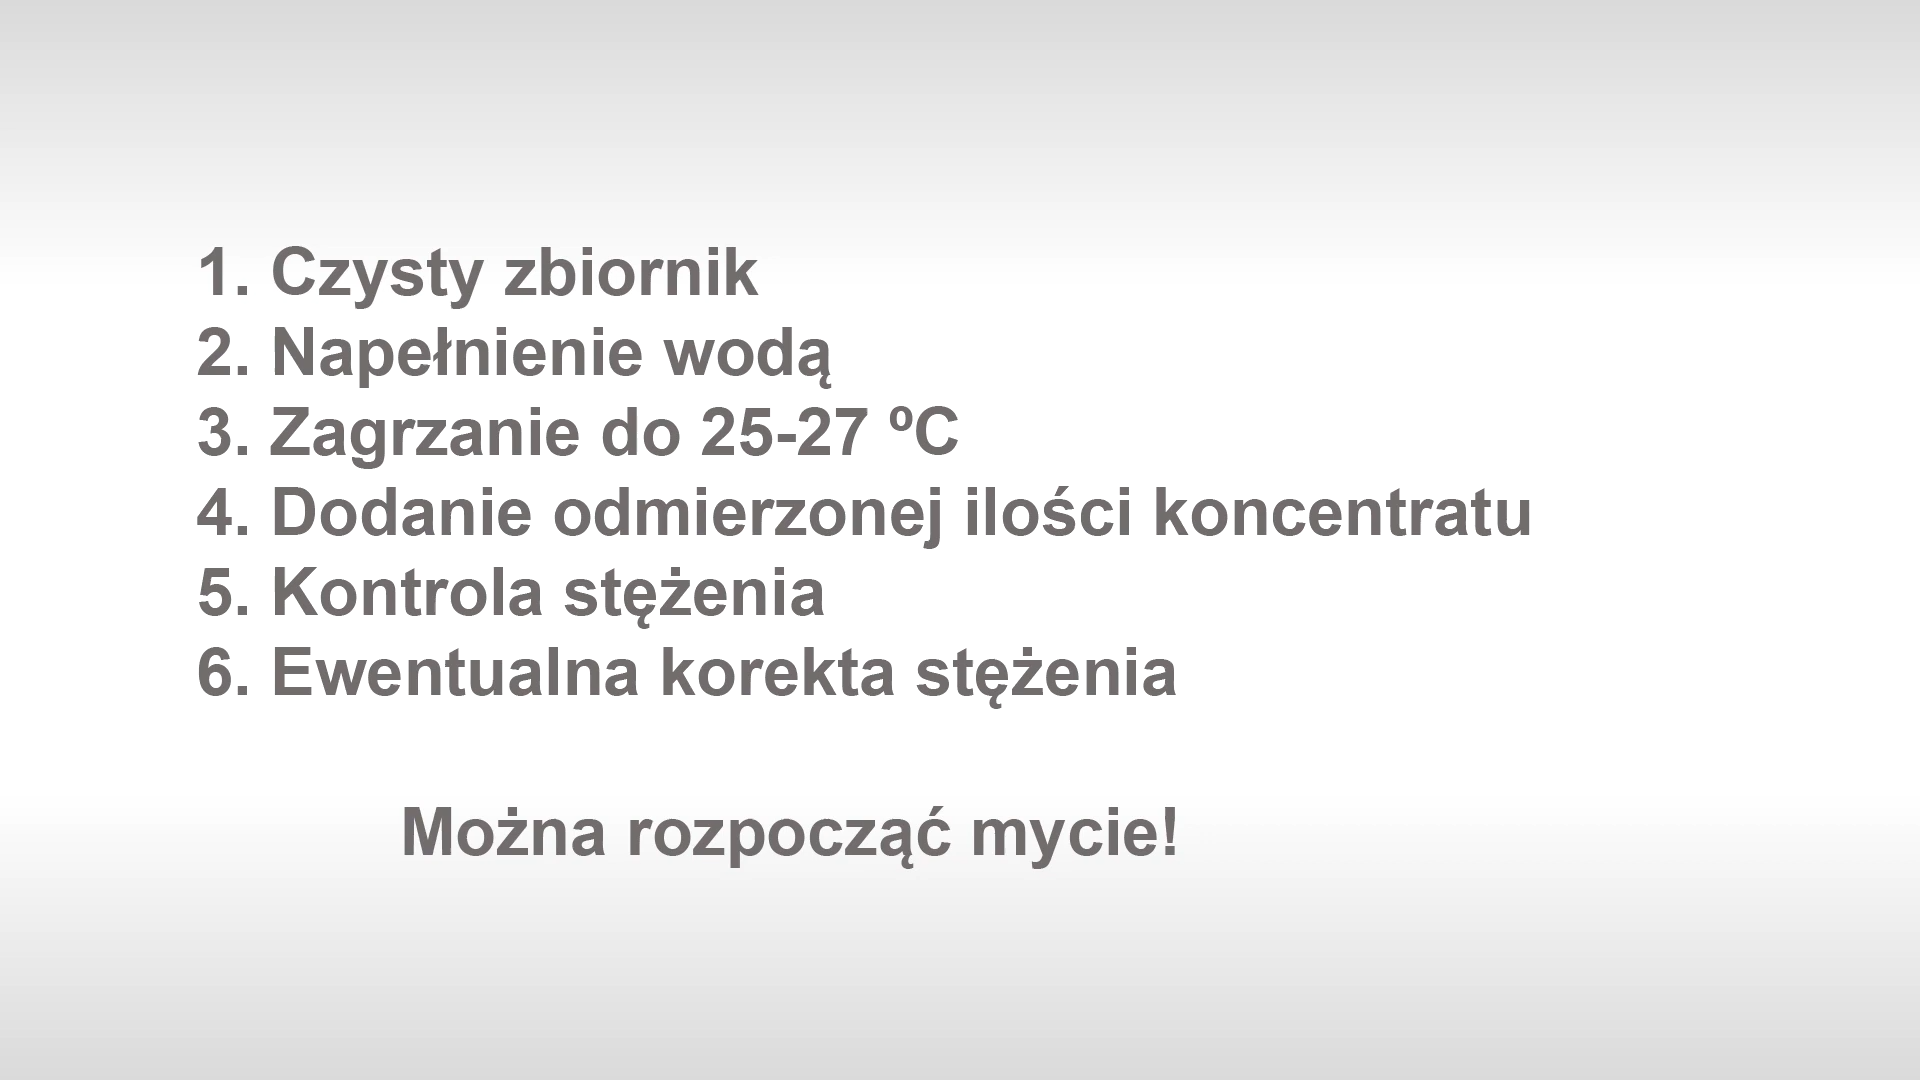 1. Czysty zbiornik
2. Napełnienie wodą
3. Zagrzanie do 25-27 ºC
4. Dodanie odmierzonej ilości koncentratu
5. Kontrola stężenia
6. Ewentualna korekta stężenia
Można rozpocząć mycie!